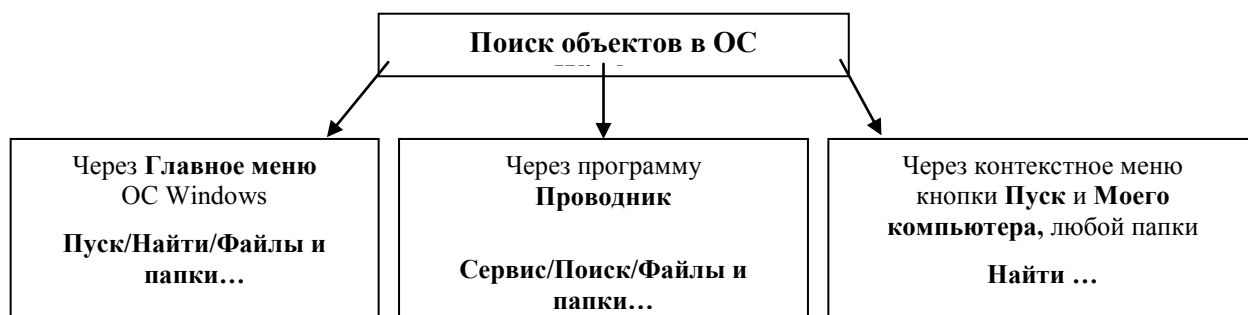 Поиск объектов в ОС
Через Главное меню
ОС Windows
Пуск/Найти/Файлы и
папки…
Через программу
Проводник
Сервис/Поиск/Файлы и
папки…
Через контекстное меню
кнопки Пуск и Моего
компьютера, любой папки
Найти …